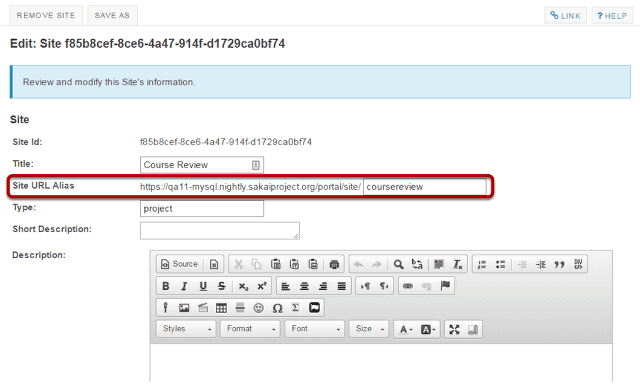 REMOVE SITE SAVE AS LINK ? HELP
Edit: Site f85b8cef-8ce6-4a47-914f-d1729ca0bf74
Review and modify this Site's information.
Site
Site Id: f85b8cef-8ce6-4a47-914f-d1729ca0bf74
Title: Course Review
Site URL Alias https://qa11-mysql.nightly.sakaiproject.org/portal/site/ coursereview
Type: project
Short Description:
Description:
Source
B I U S x₂ x² ¶ ¶
Ω Σ
Styles Format Font Size A A